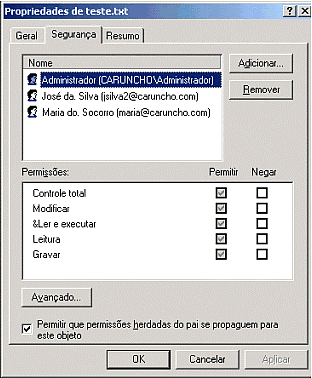 Propriedades de teste.txt
Geral Segurança Resumo
Nome
Administrador (CARUNCHO\Administrador)
José da. Silva (jsilva2@caruncho.com)
Maria do. Socorro (maria@caruncho.com)
Adicionar...
Remover
Permissões: Permitir Negar
Controle total
Modificar
&Ler e executar
Leitura
Gravar
Avançado...
Permitir que permissões herdadas do pai se propaguem para
este objeto
OK Cancelar Aplicar